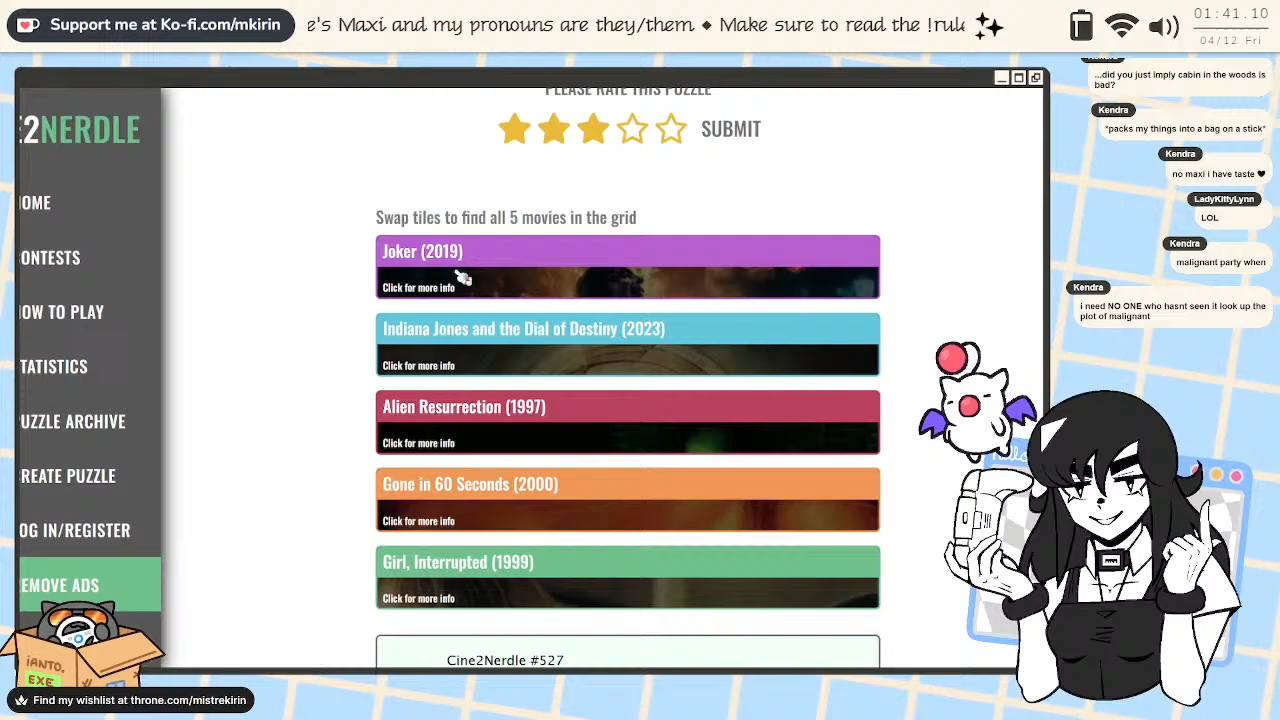 Support me at Ko-fi.com/mkirin
e's Maxi and my pronouns are they/them ◆ Make sure to read the !rule
01:41.10
04/12 Fri
E2NERDLE
OME
ONTESTS
OW TO PLAY
TATISTICS
UZZLE ARCHIVE
REATE PUZZLE
OG IN/REGISTER
EMOVE ADS
PLEASE RATE THIS PUZZLE
SUBMIT
Swap tiles to find all 5 movies in the grid
Joker (2019)
Click for more info
Indiana Jones and the Dial of Destiny (2023)
Click for more info
Alien Resurrection (1997)
Click for more info
Gone in 60 Seconds (2000)
Click for more info
Girl, Interrupted (1999)
Click for more info
Cine2Nerdle #527
Kendra
...did you just imply cabin in the woods is
bad?
Kendra
*packs my things into a bag on a stick*
Kendra
no maxi i have taste ♥
LadyKittyLynn
LOL
Kendra
malignant party when
Kendra
i need NO ONE who hasnt seen it look up the
plot of malignant
iANTO.
EXE
Find my wishlist at throne.com/mistrekirin